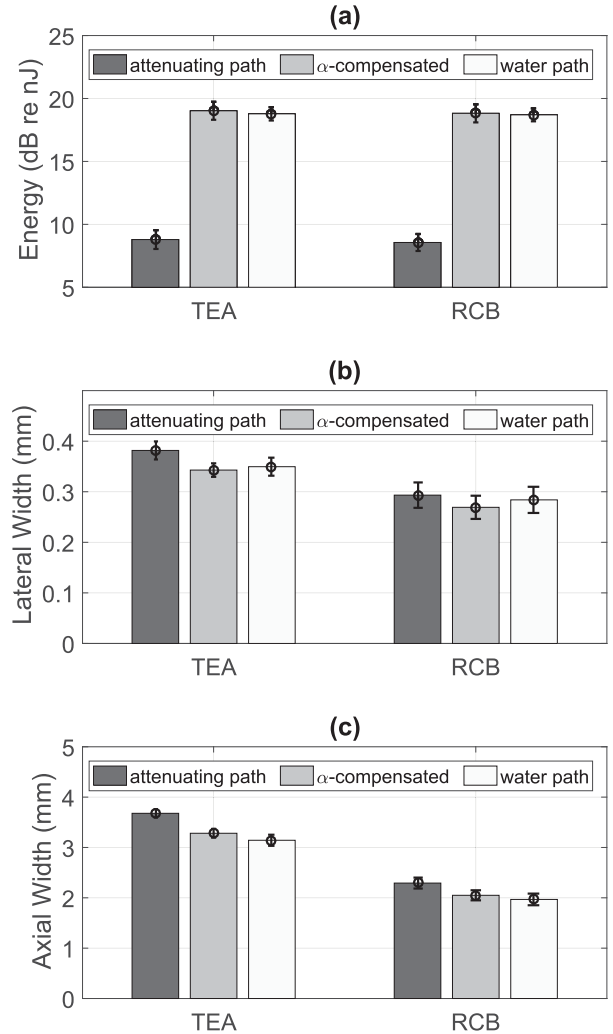 (a)
25
20
15
10
5
Energy (dB re nJ)
attenuating path α-compensated water path
TEA RCB
(b)
0.4
0.3
0.2
0.1
0
Lateral Width (mm)
attenuating path α-compensated water path
TEA RCB
(c)
5
4
3
2
1
0
Axial Width (mm)
attenuating path α-compensated water path
TEA RCB